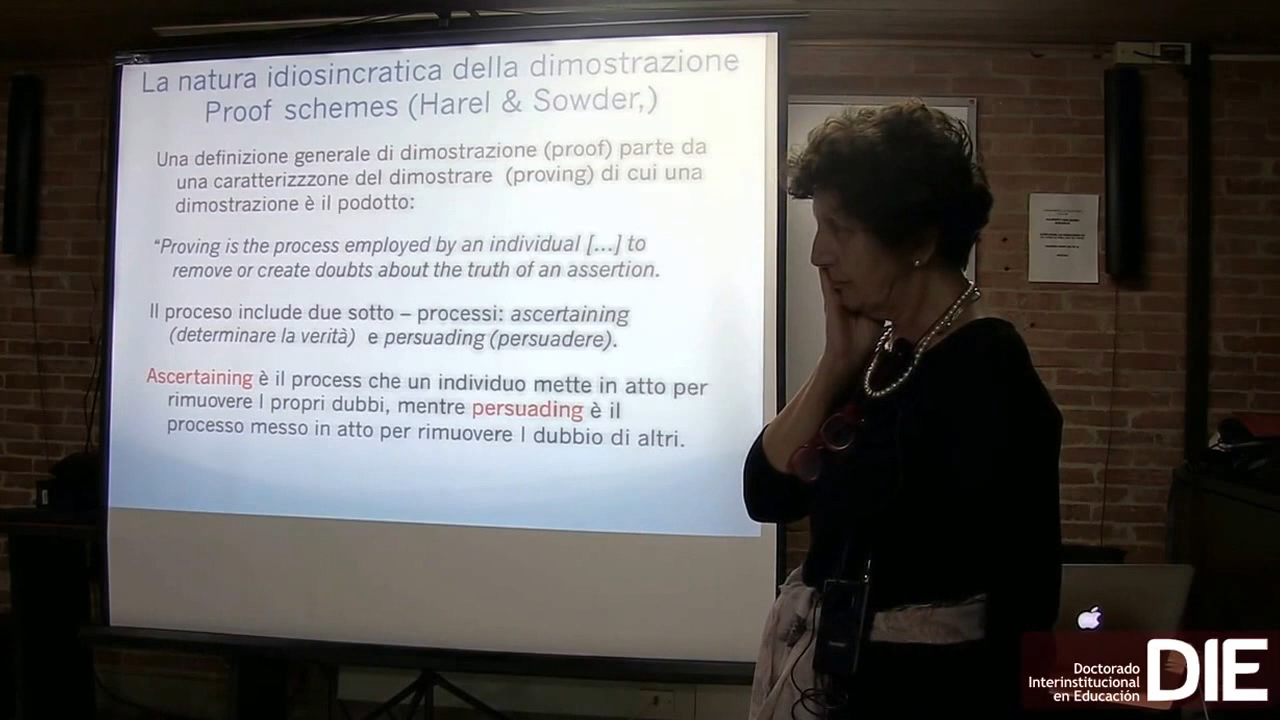 La natura idiosincratica della dimostrazione
Proof schemes (Harel & Sowder,)
Una definizione generale di dimostrazione (proof) parte da
una caratterizzzone del dimostrare (proving) di cui una
dimostrazione è il podotto:
"Proving is the process employed by an individual [...] to
remove or create doubts about the truth of an assertion.
Il proceso include due sotto – processi: ascertaining
(determinare la verità) e persuading (persuadere).
Ascertaining è il process che un individuo mette in atto per
rimuovere I propri dubbi, mentre persuading è il
processo messo in atto per rimuovere I dubbio di altri.
Doctorado
Interinstitucional
en Educación
DIE